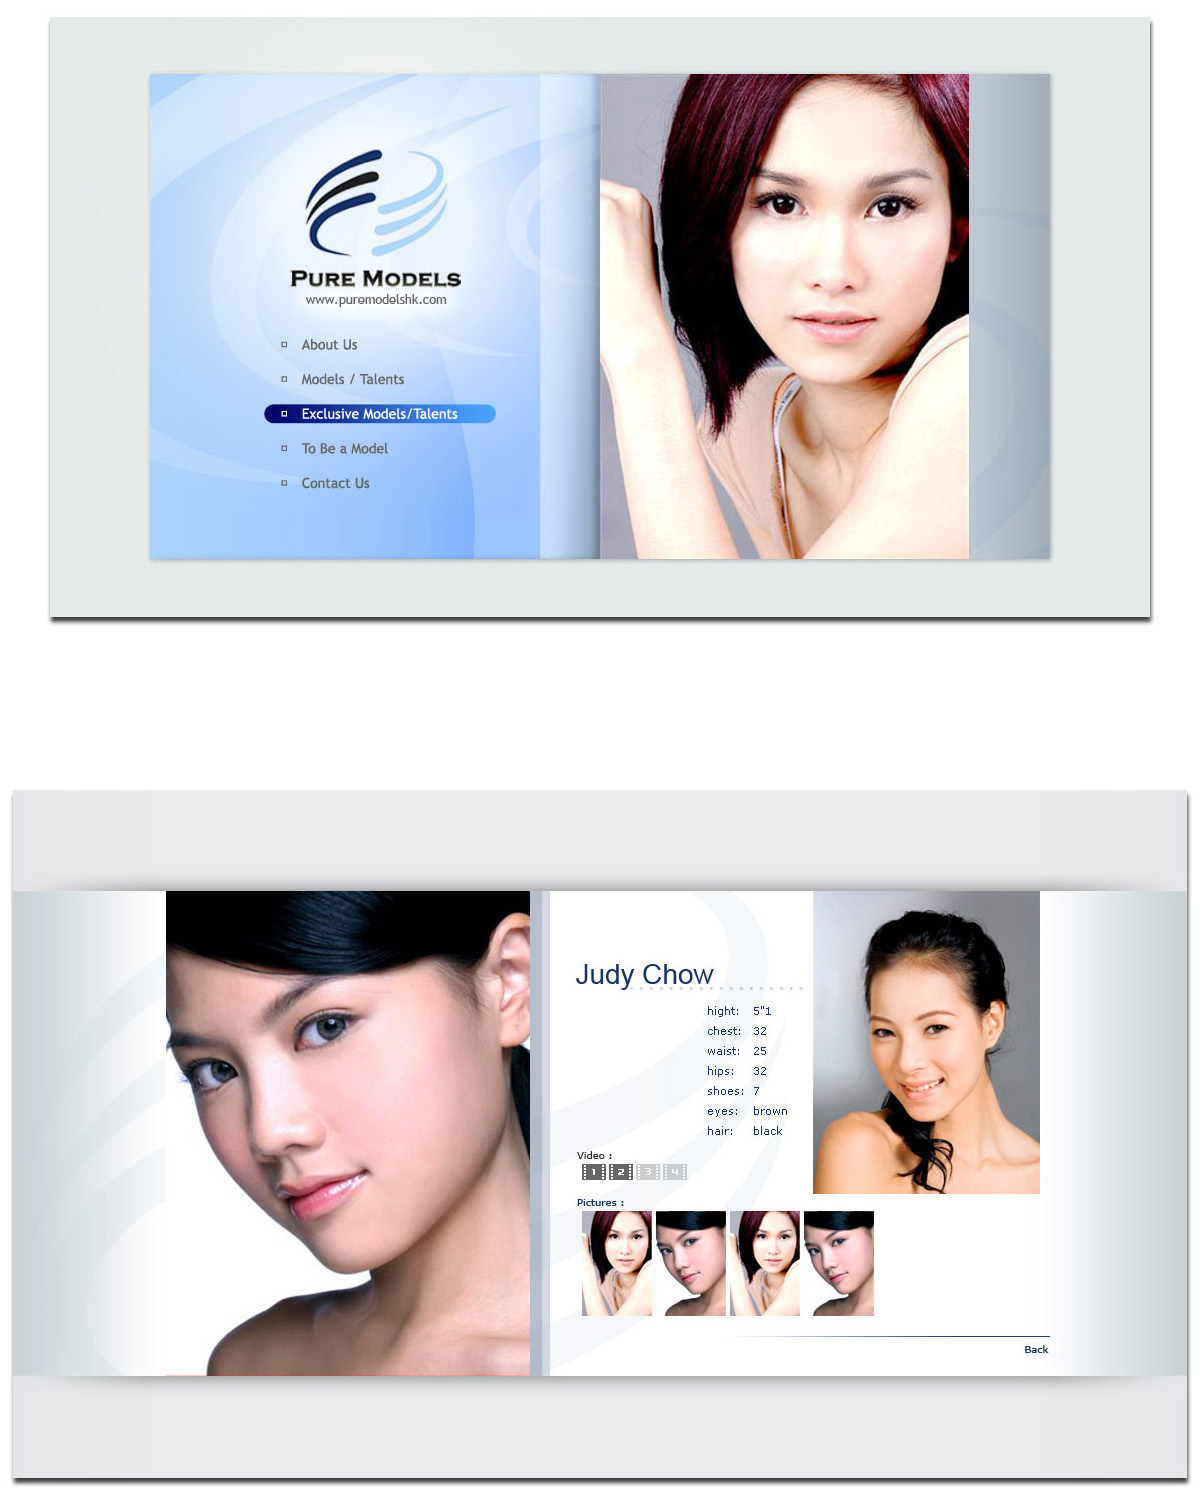 PURE MODELS
www.puremodelshk.com
About Us
Models / Talents
Exclusive Models/Talents
To Be a Model
Contact Us
Judy Chow
hight: 5"1
chest: 32
waist: 25
hips: 32
shoes: 7
eyes: brown
hair: black
Video :
1 2 3 4
Pictures :
Back